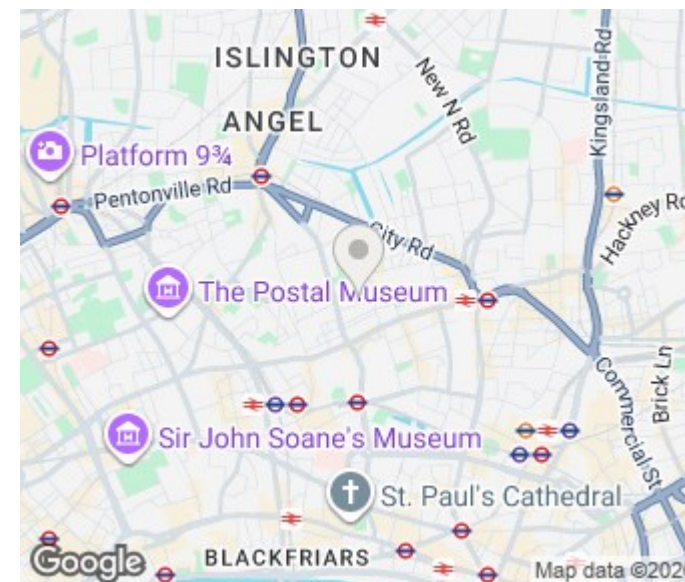 ISLINGTON
New N Rd
Kingsland Rd
ANGEL
Platform 9¾
Pentonville Rd
City Rd
Hackney Rd
The Postal Museum
Commercial St
Brick Ln
Sir John Soane's Museum
St. Paul's Cathedral
BLACKFRIARS
Google
Map data ©202